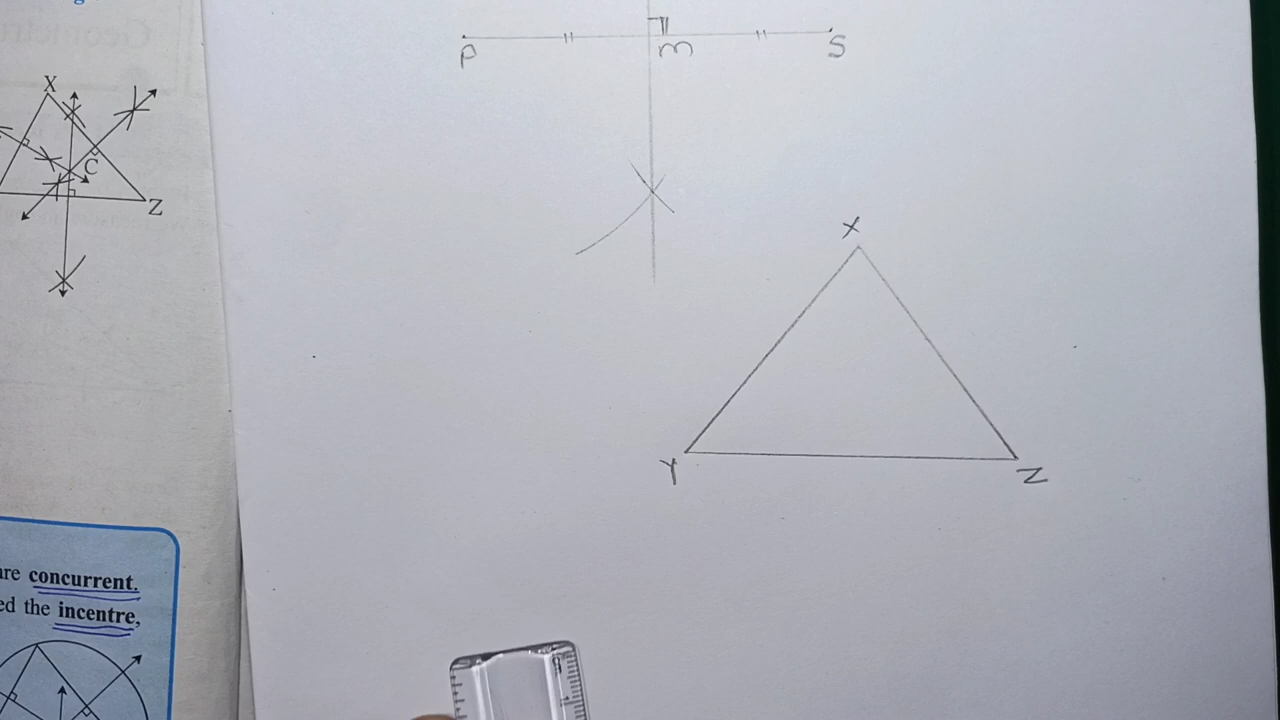 P m S
X
C
Z
X
Y Z
are concurrent.
ed the incentre,